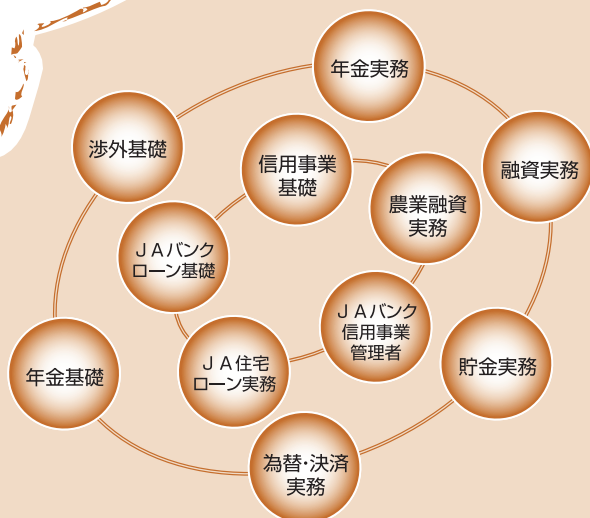 年金実務
渉外基礎
信用事業
基礎
融資実務
農業融資
実務
ＪＡバンク
ローン基礎
ＪＡバンク
信用事業
管理者
年金基礎
ＪＡ住宅
ローン実務
貯金実務
為替・決済
実務